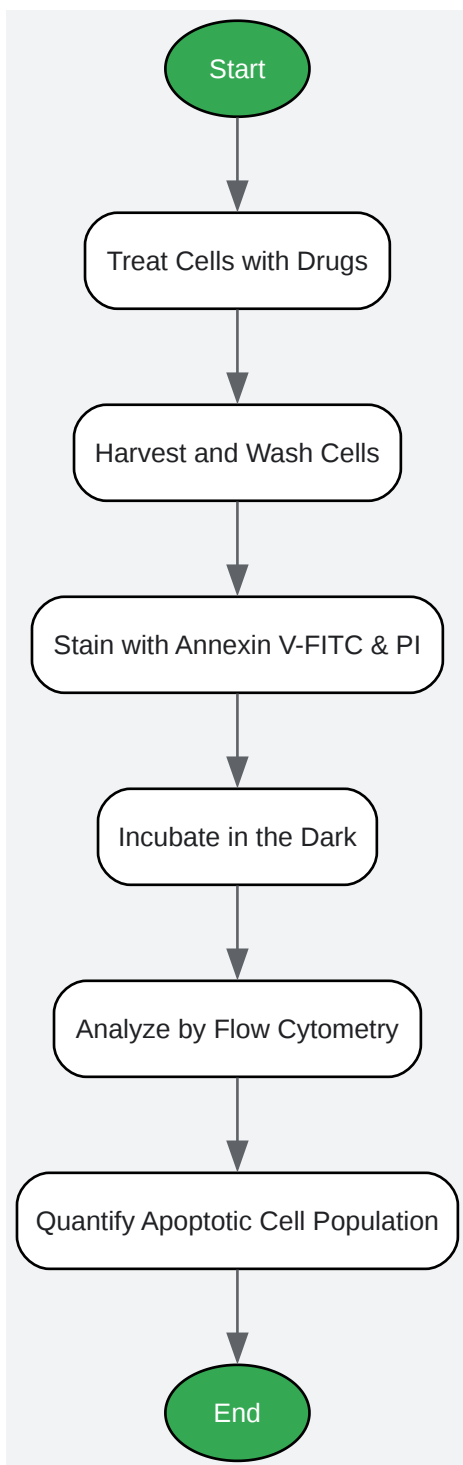 Start
Treat Cells with Drugs
Harvest and Wash Cells
Stain with Annexin V-FITC & PI
Incubate in the Dark
Analyze by Flow Cytometry
Quantify Apoptotic Cell Population
End